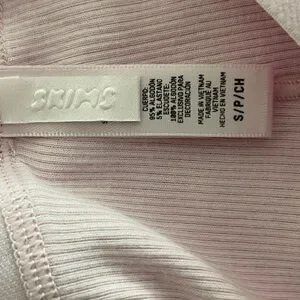 SKIMS
CUERPO:
95% ALGODÓN
5% ELASTANO
ESCUDETE:
100% ALGODÓN
EXCLUSIVO PARA
DECORACIÓN
MADE IN VIETNAM
FABRIQUÉ AU
VIETNAM
HECHO EN VIETNAM
S/P/CH